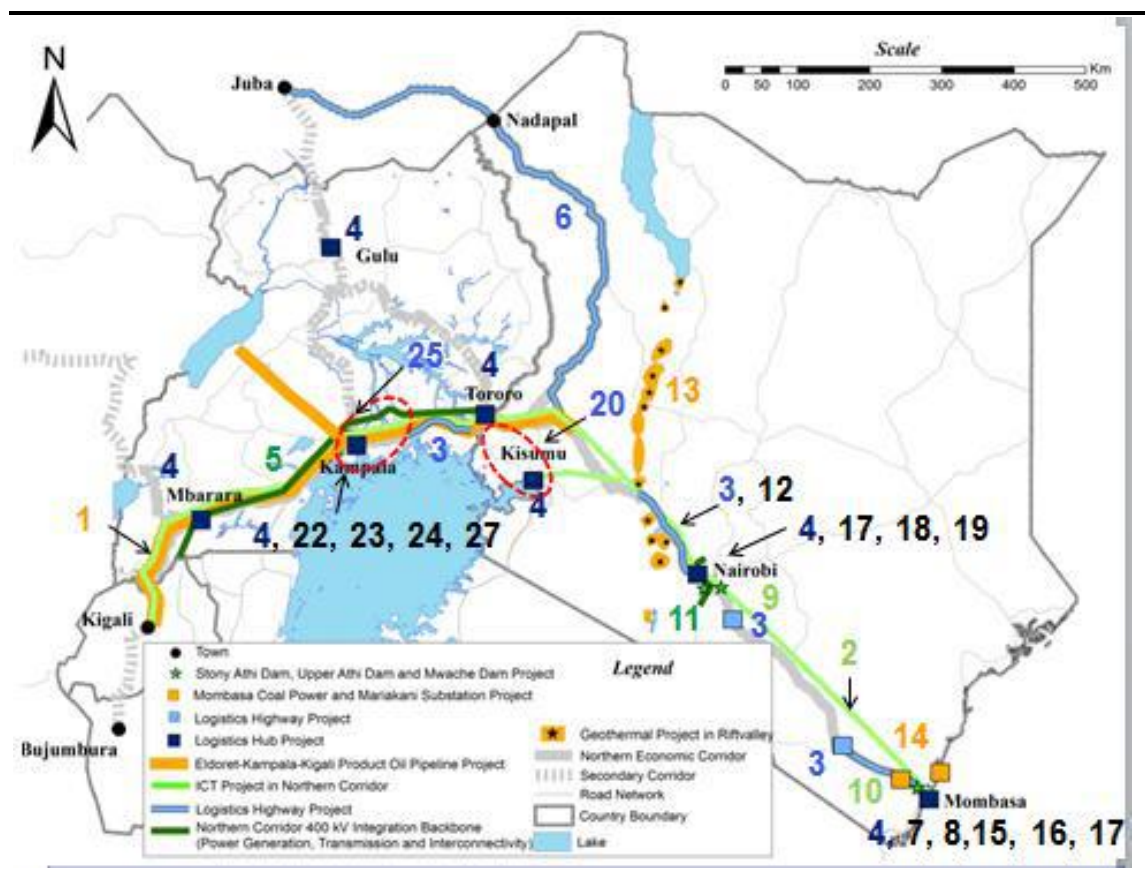 N
Scale
Km
0 50 100 200 300 400 500
Juba
Nadapal
6
4
Gulu
25
4
13
Tororo
20
5
3
Kisumu
4
Kampala
Mbarara
4
3, 12
1
4, 22, 23, 24, 27
4, 17, 18, 19
Nairobi
9
Kigali
11
3
2
Legend
Town
Stony Athi Dam, Upper Athi Dam and Mwache Dam Project
Mombasa Coal Power and Mariakani Substation Project
Logistics Highway Project
Logistics Hub Project
Eldoret-Kampala-Kigali Product Oil Pipeline Project
ICT Project in Northern Corridor
Logistics Highway Project
Northern Corridor 400 kV Integration Backbone
(Power Generation, Transmission and Interconnectivity)
Geothermal Project in Riftvalley
Northern Economic Corridor
Secondary Corridor
Road Network
Country Boundary
Lake
Bujumbura
14
3
10
Mombasa
4, 7, 8,15, 16, 17